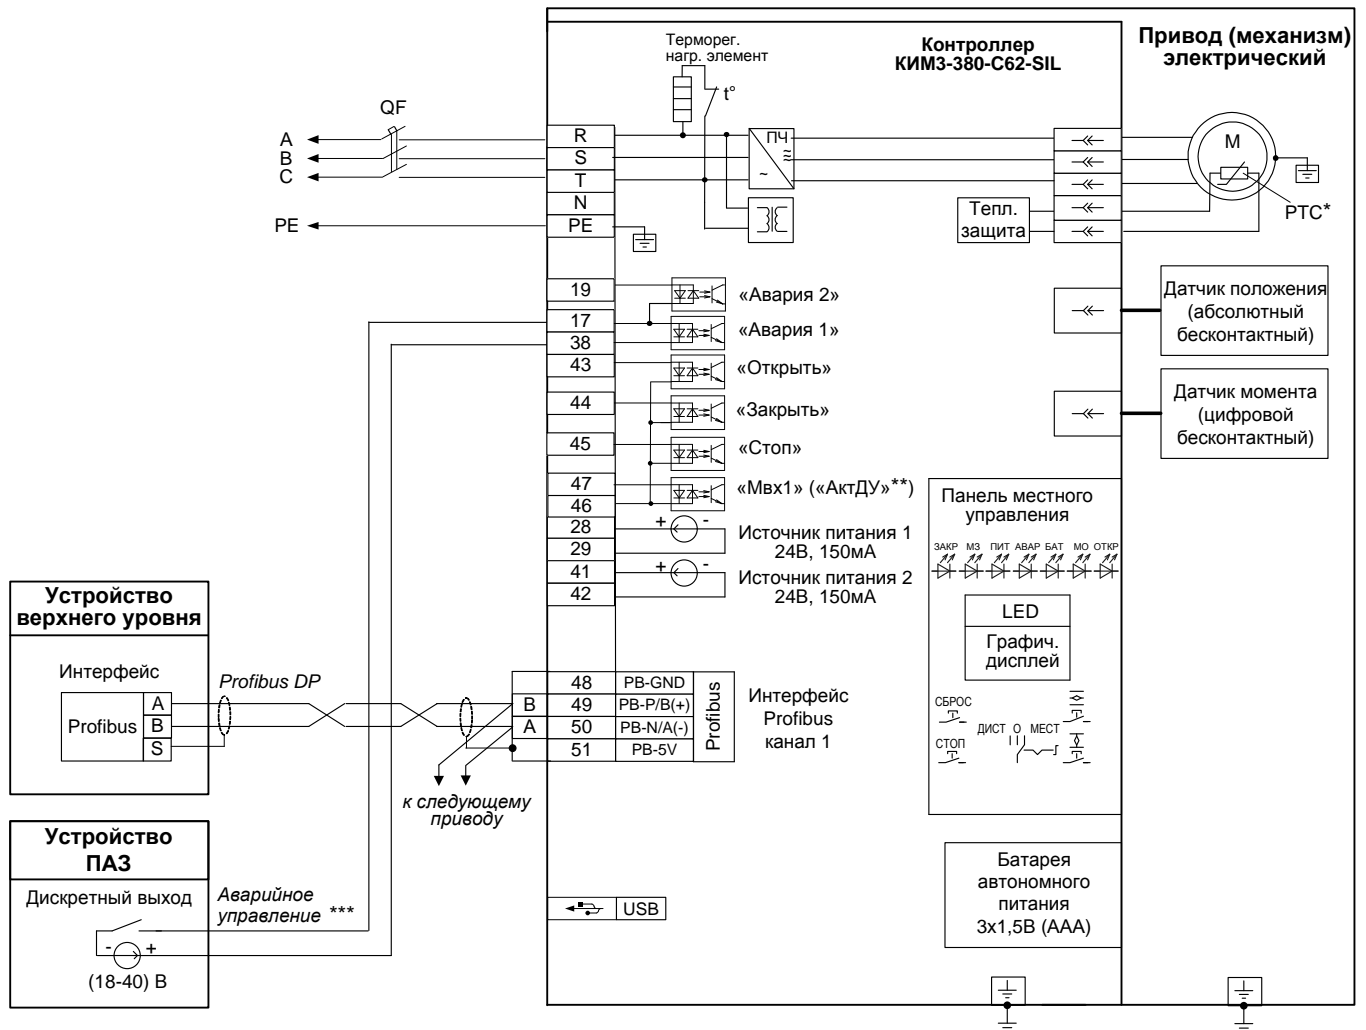 Контроллер
КИМ3-380-C62-SIL
Привод (механизм)
электрический
Терморег.
нагр. элемент
t°
QF
A
B
C
PE
R
S
T
N
PE
ПЧ
~
≈
M
PTC*
Тепл.
защита
19
«Авария 2»
17
«Авария 1»
38
43
«Открыть»
44
«Закрыть»
45
«Стоп»
47
«Мвх1» («АктДУ»**)
46
28
+ -
Источник питания 1
24В, 150мА
29
41
+ -
Источник питания 2
24В, 150мА
42
Датчик положения
(абсолютный
бесконтактный)
Датчик момента
(цифровой
бесконтактный)
Панель местного
управления
ЗАКР МЗ ПИТ АВАР БАТ МО ОТКР
LED
Графич.
дисплей
СБРОС
СТОП
ДИСТ О МЕСТ
Устройство
верхнего уровня
Интерфейс
Profibus
A
B
S
Profibus DP
B
A
48 PB-GND
49 PB-P/B(+)
50 PB-N/A(-)
51 PB-5V
Profibus
Интерфейс
Profibus
канал 1
к следующему
приводу
Устройство
ПАЗ
Дискретный выход
- +
(18-40) В
Аварийное
управление ***
USB
Батарея
автономного
питания
3х1,5В (ААА)